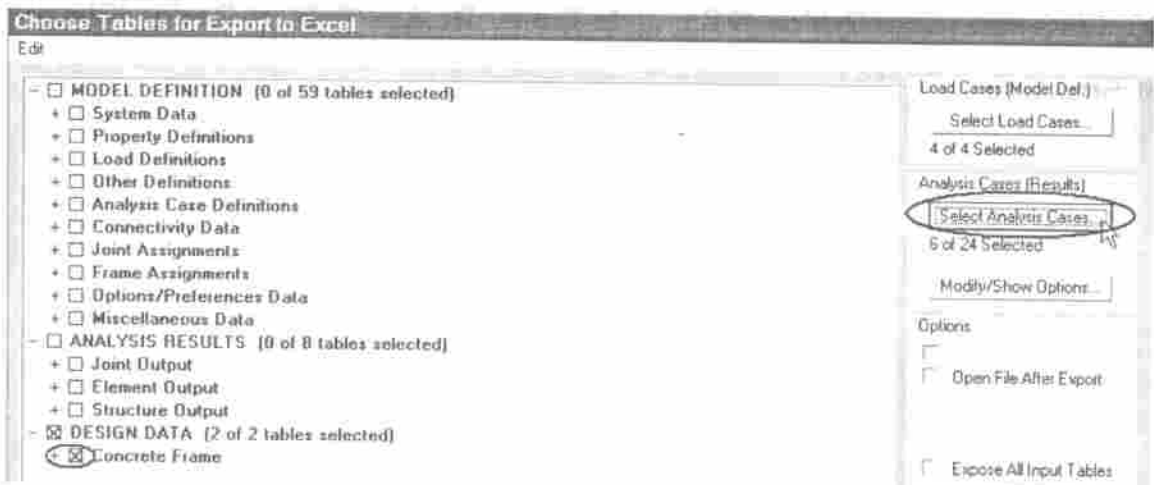 Choose Tables for Export to Excel
Edit
MODEL DEFINITION (0 of 59 tables selected)
System Data
Property Definitions
Load Definitions
Other Definitions
Analysis Case Definitions
Connectivity Data
Joint Assignments
Frame Assignments
Options/Preferences Data
Miscellaneous Data
ANALYSIS RESULTS (0 of 8 tables selected)
Joint Output
Element Output
Structure Output
DESIGN DATA (2 of 2 tables selected)
Concrete Frame
Load Cases (Model Def.)
Select Load Cases...
4 of 4 Selected
Analysis Cases (Results)
Select Analysis Cases...
6 of 24 Selected
Modify/Show Options...
Options
Open File After Export
Expose All Input Tables